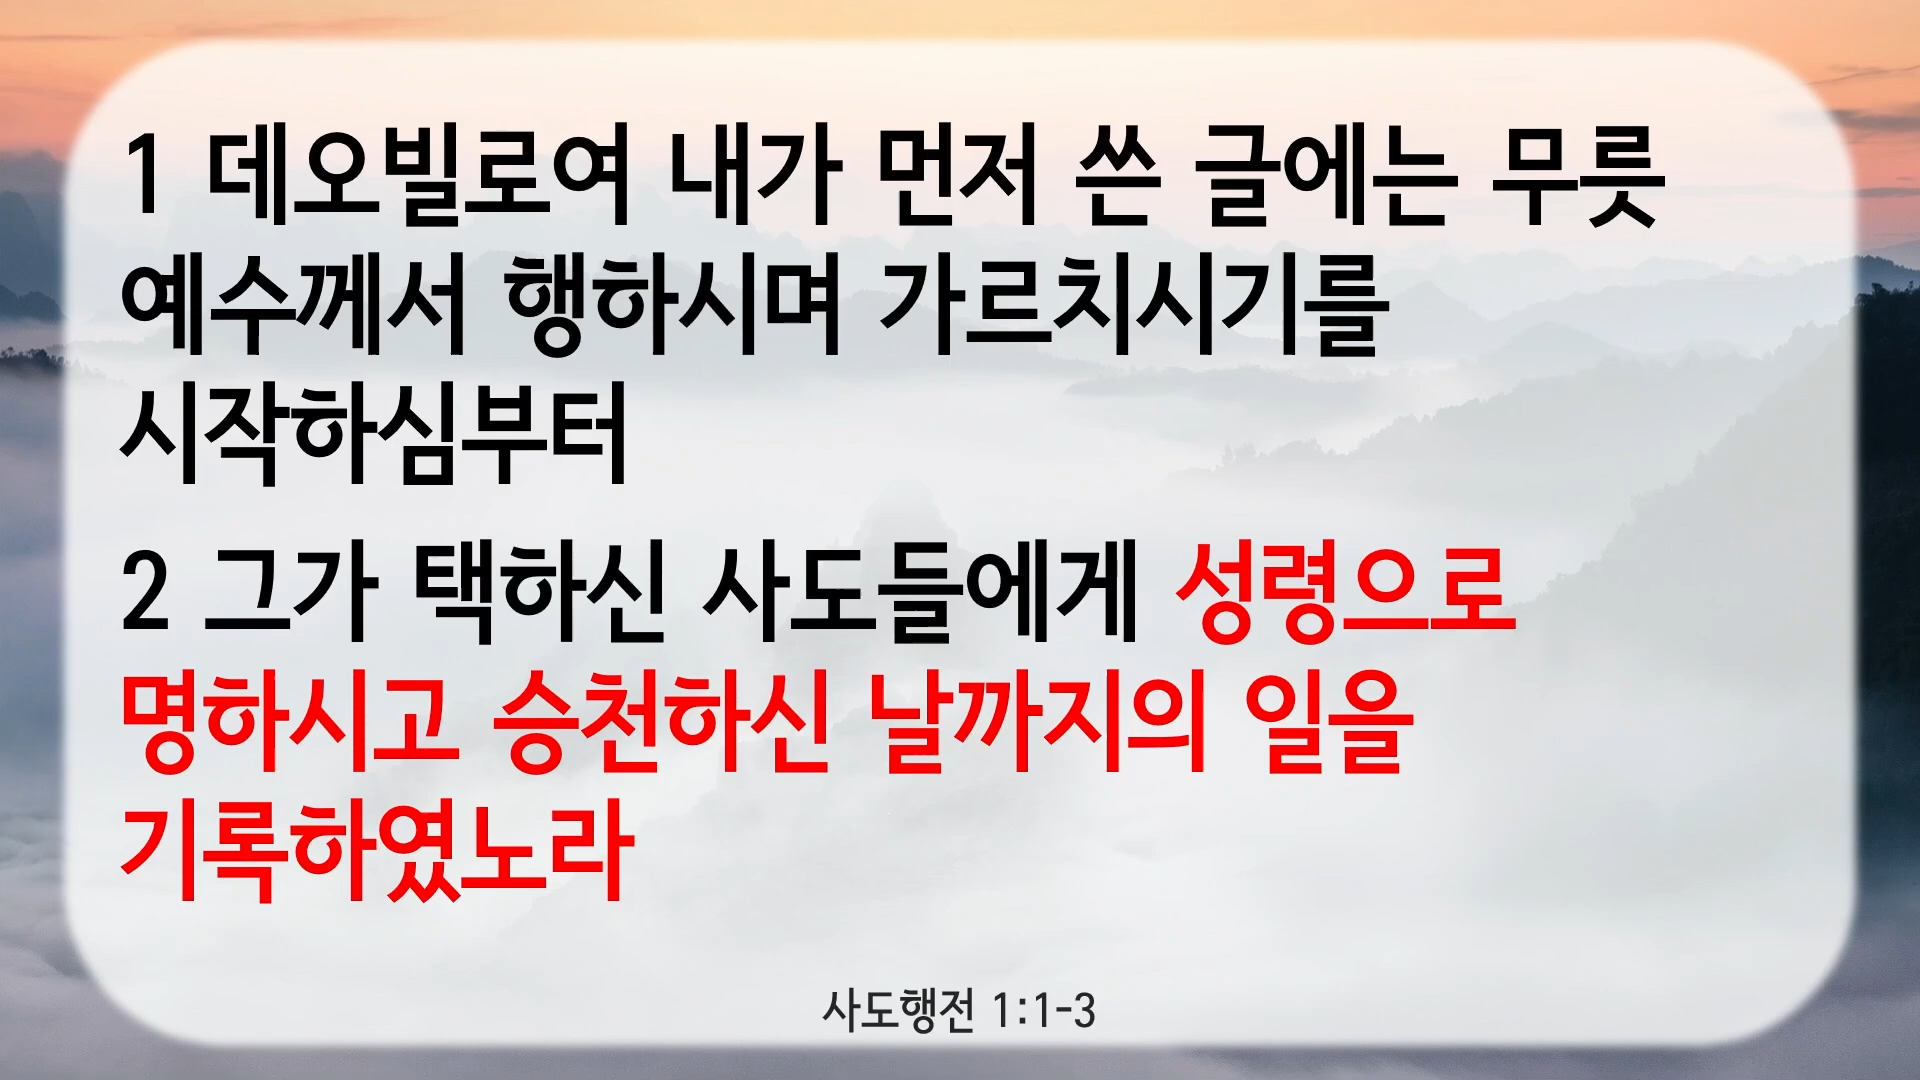 1 데오빌로여 내가 먼저 쓴 글에는 무릇
예수께서 행하시며 가르치시기를
시작하심부터
2 그가 택하신 사도들에게 성령으로
명하시고 승천하신 날까지의 일을
기록하였노라
사도행전 1:1-3